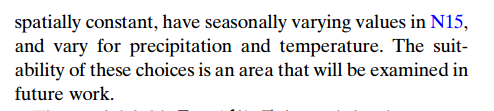 spatially constant, have seasonally varying values in N15,
and vary for precipitation and temperature. The suit-
ability of these choices is an area that will be examined in
future work.